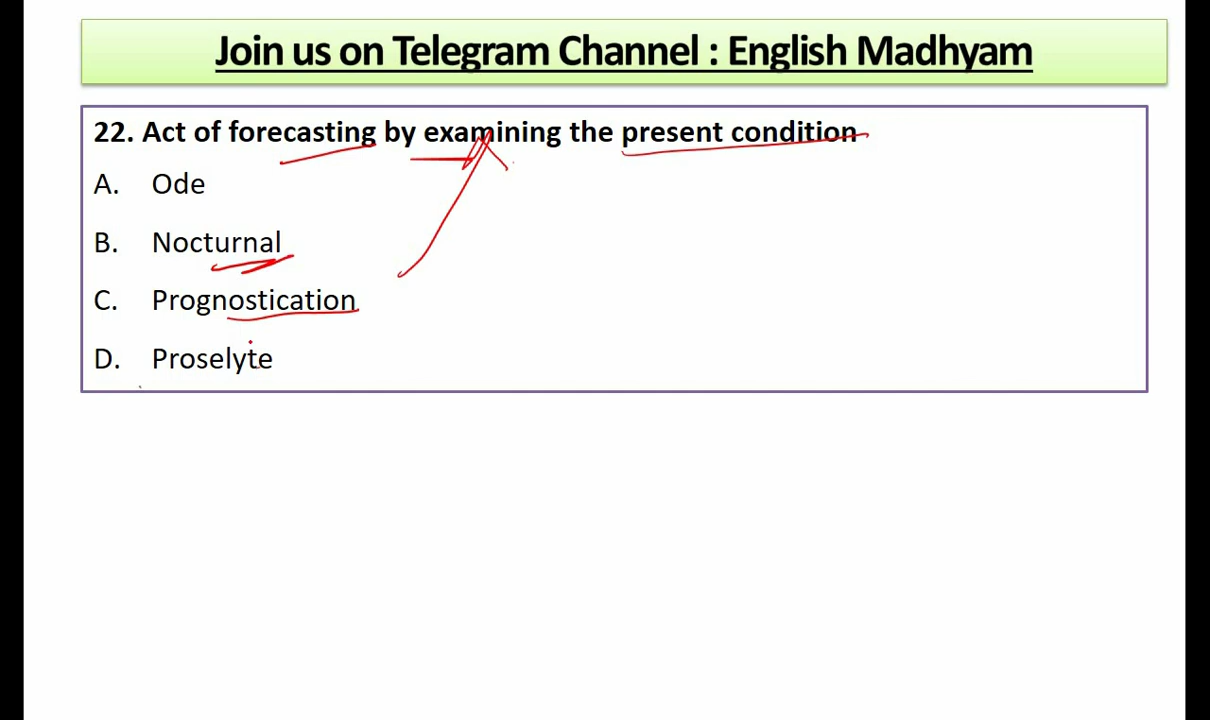 Join us on Telegram Channel : English Madhyam
22. Act of forecasting by examining the present condition
A. Ode
B. Nocturnal
C. Prognostication
D. Proselyte